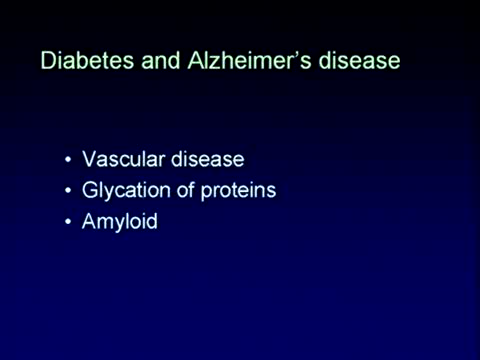 Diabetes and Alzheimer's disease
• Vascular disease
• Glycation of proteins
• Amyloid